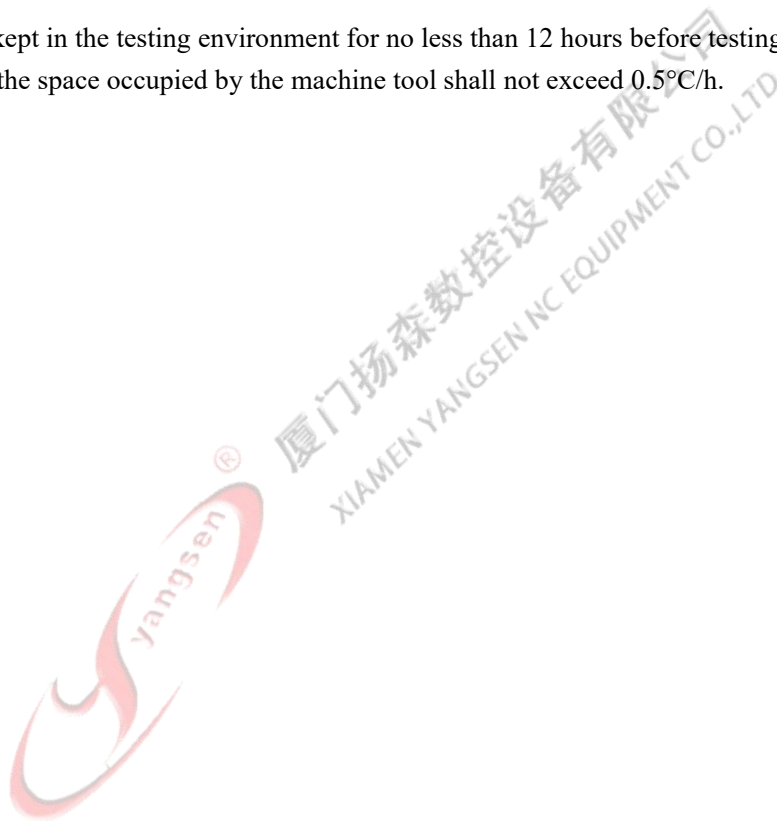 kept in the testing environment for no less than 12 hours before testing
the space occupied by the machine tool shall not exceed 0.5°C/h.
厦门扬森数控设备有限公司
XIAMEN YANGSEN NC EQUIPMENT CO.,LTD
®
yangsen